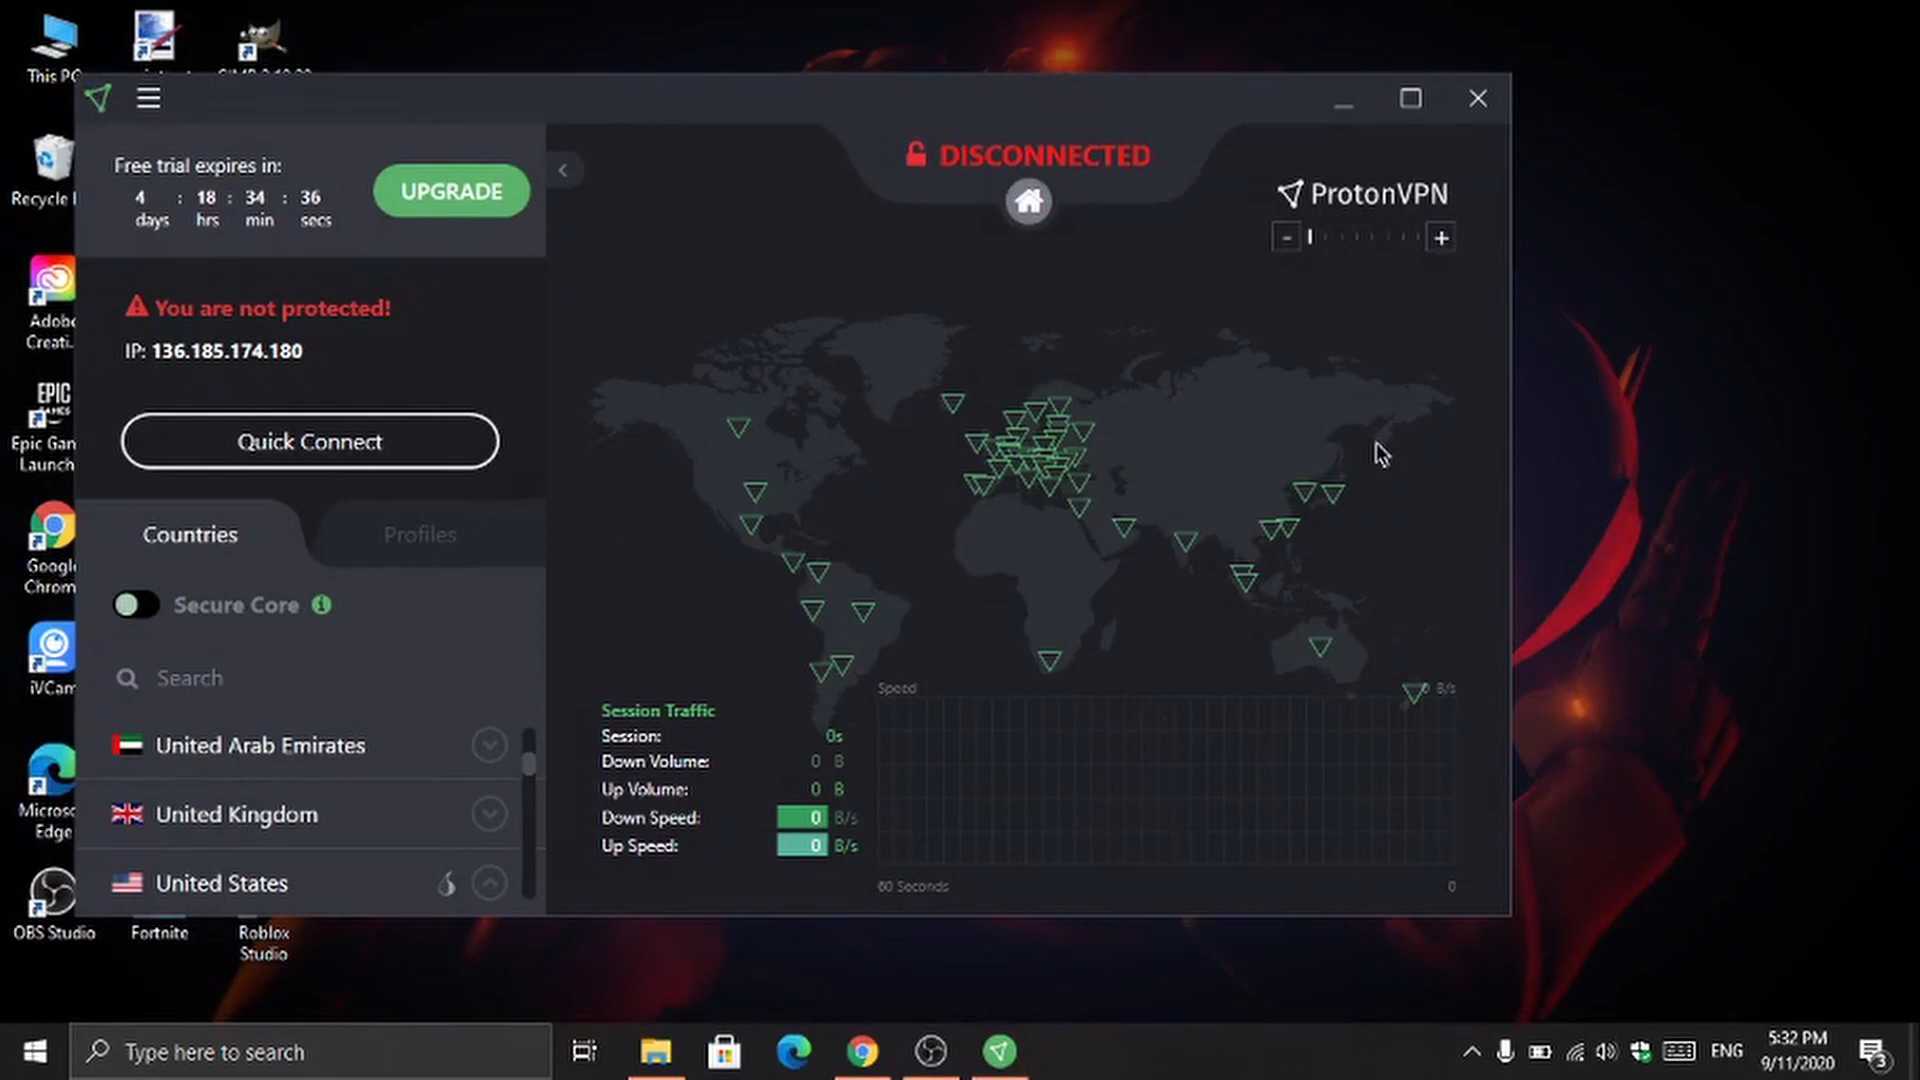 This PC
Recycle
Adobe
Creati...
EPIC
GAMES
Epic Gam
Launch
Google
Chrom
iVCam
Micros
Edge
OBS Studio
Fortnite
Roblox
Studio
Free trial expires in:
4 : 18 : 34 : 36
days hrs min secs
UPGRADE
You are not protected!
IP: 136.185.174.180
Quick Connect
Countries
Profiles
Secure Core
Search
United Arab Emirates
United Kingdom
United States
DISCONNECTED
ProtonVPN
- +
Session Traffic
Session: 0s
Down Volume: 0 B
Up Volume: 0 B
Down Speed: 0 B/s
Up Speed: 0 B/s
Speed
B/s
60 Seconds
0
Type here to search
ENG
5:32 PM
9/11/2020
3